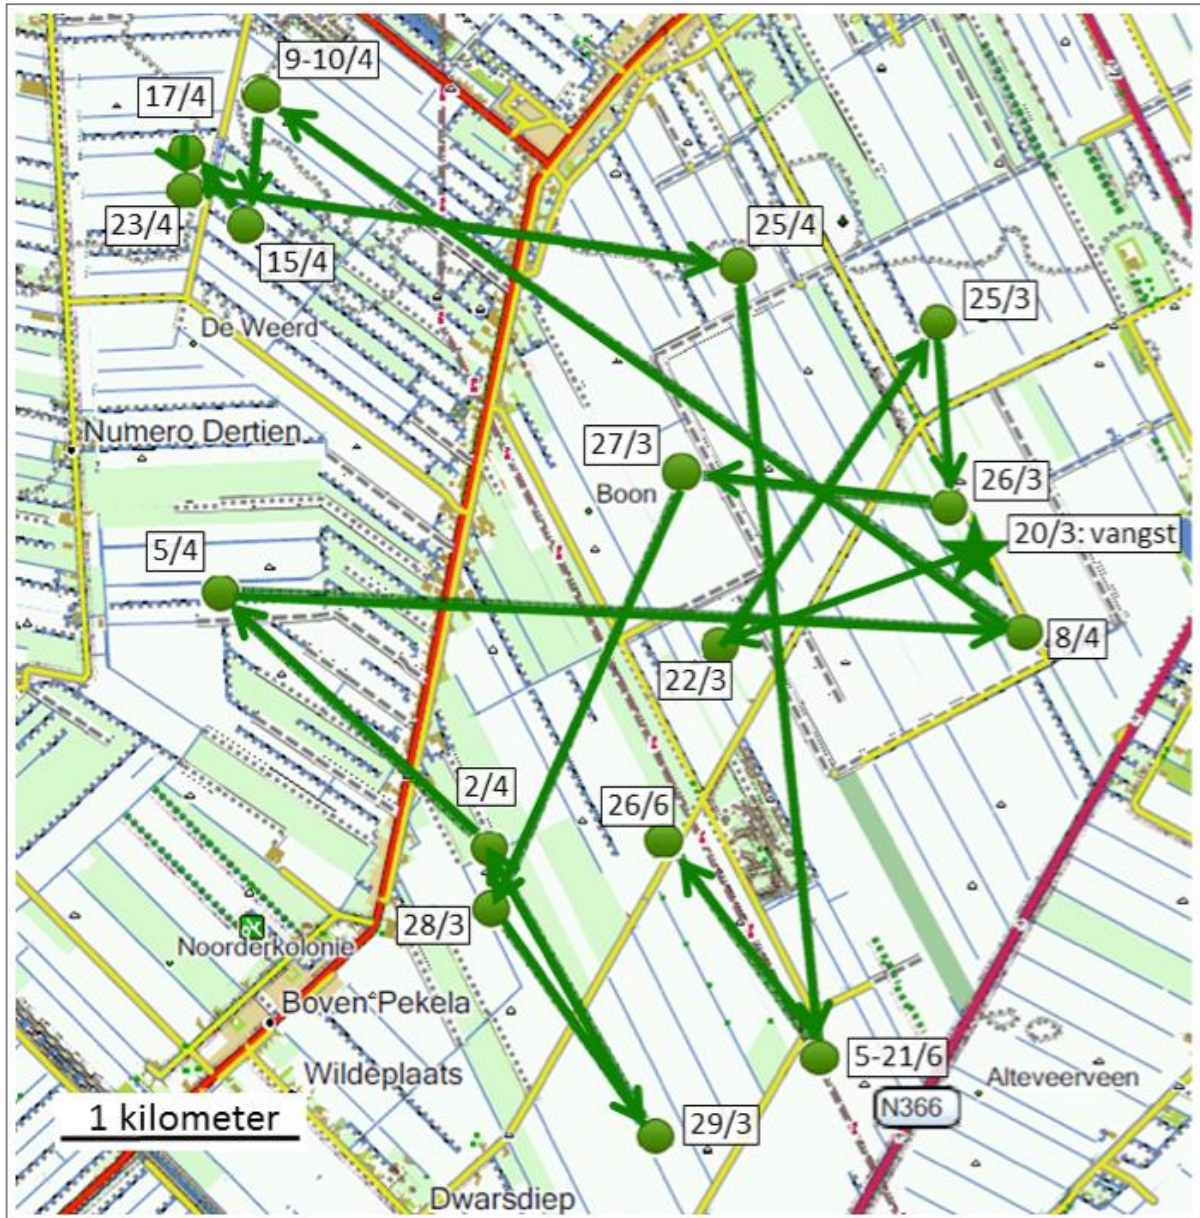 9-10/4
17/4
23/4
15/4
25/4
25/3
De Weerd
Numero Dertien
27/3
Boon
26/3
20/3: vangst
5/4
8/4
22/3
2/4
26/6
28/3
Noorderkolonie
Boven Pekela
Wildeplaats
5-21/6
Alteveerveen
N366
1 kilometer
29/3
Dwarsdiep